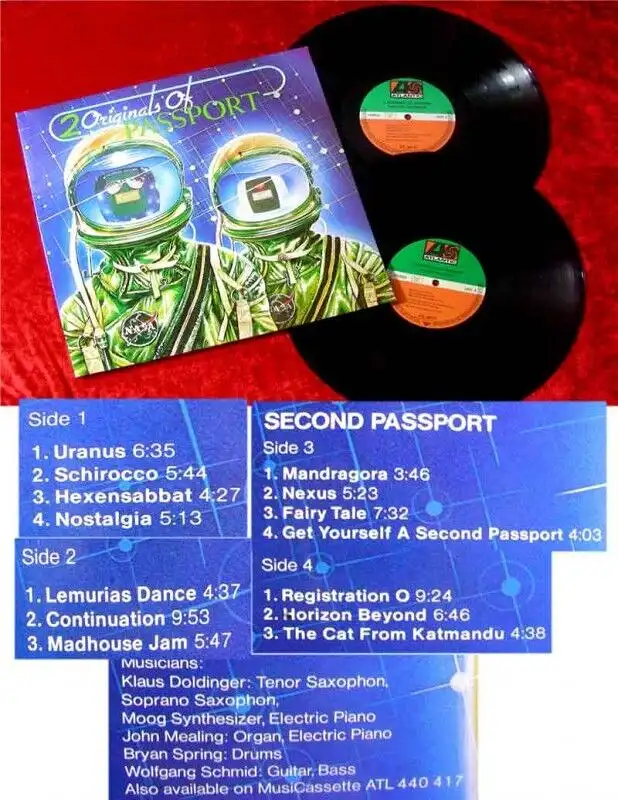 2 Originals Of
PASSPORT
NASA
NASA
ATLANTIC
ATLANTIC
Side 1
1. Uranus 6:35
2. Schirocco 5:44
3. Hexensabbat 4:27
4. Nostalgia 5:13
Side 2
1. Lemurias Dance 4:37
2. Continuation 9:53
3. Madhouse Jam 5:47
SECOND PASSPORT
Side 3
1. Mandragora 3:46
2. Nexus 5:23
3. Fairy Tale 7:32
4. Get Yourself A Second Passport 4:03
Side 4
1. Registration O 9:24
2. Horizon Beyond 6:46
3. The Cat From Katmandu 4:38
Musicians:
Klaus Doldinger: Tenor Saxophon,
Soprano Saxophon,
Moog Synthesizer, Electric Piano
John Mealing: Organ, Electric Piano
Bryan Spring: Drums
Wolfgang Schmid: Guitar, Bass
Also available on MusiCassette ATL 440 417